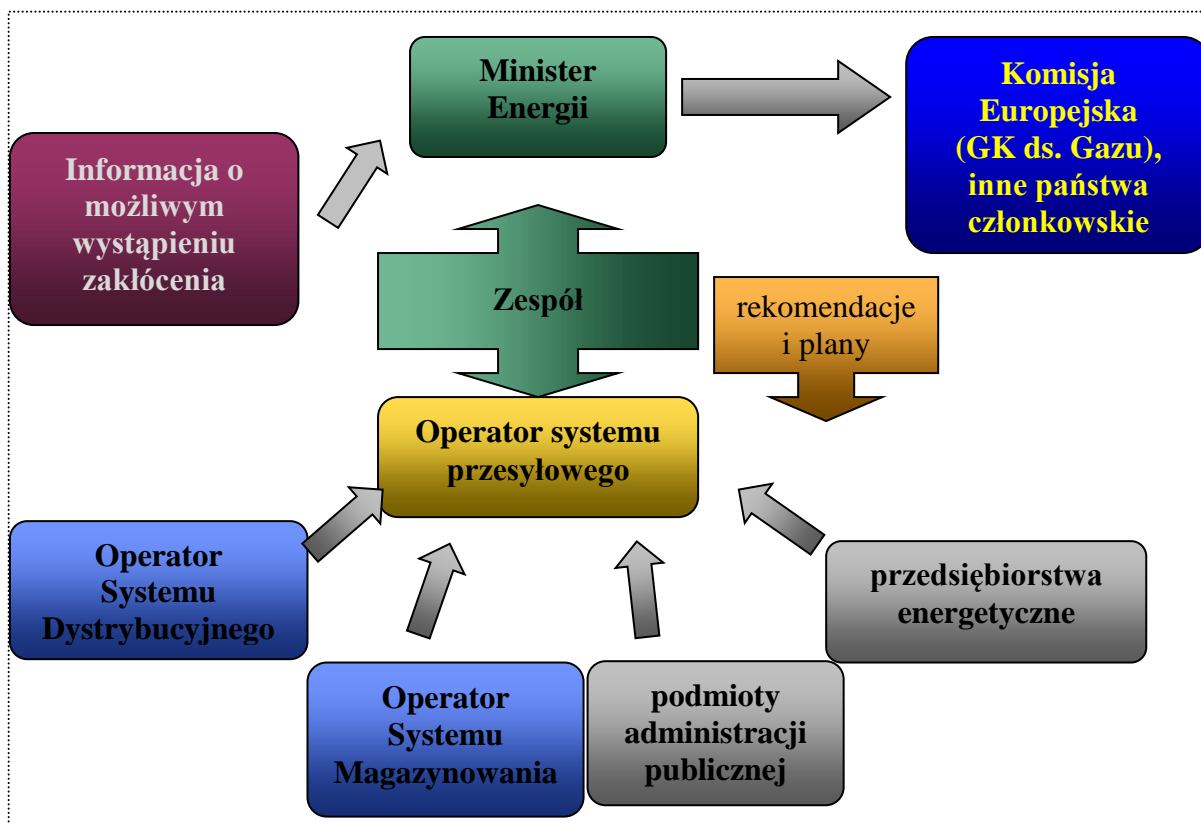 Minister
Energii
Komisja
Europejska
(GK ds. Gazu),
inne państwa
członkowskie
Informacja o
możliwym
wystąpieniu
zakłócenia
Zespół
rekomendacje
i plany
Operator systemu
przesyłowego
Operator
Systemu
Dystrybucyjnego
przedsiębiorstwa
energetyczne
Operator
Systemu
Magazynowania
podmioty
administracji
publicznej